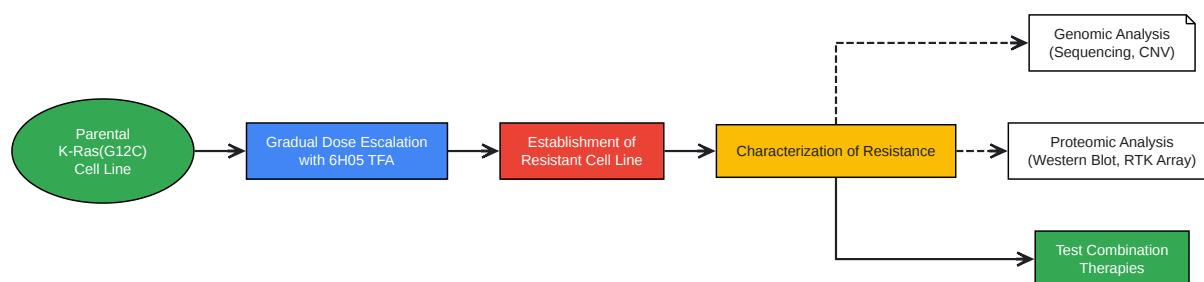 Parental
K-Ras(G12C)
Cell Line
Gradual Dose Escalation
with 6H05 TFA
Establishment of
Resistant Cell Line
Characterization of Resistance
Genomic Analysis
(Sequencing, CNV)
Proteomic Analysis
(Western Blot, RTK Array)
Test Combination
Therapies